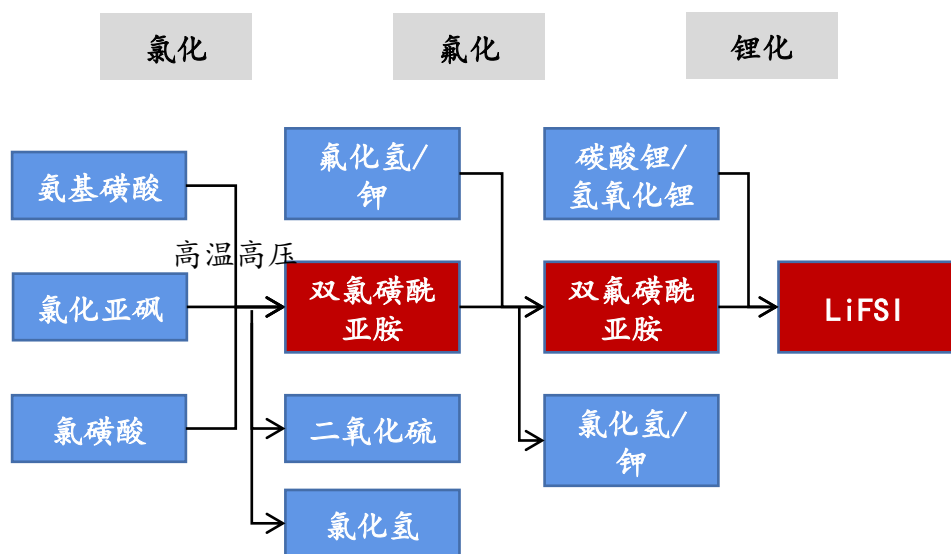 氯化
氟化
锂化
氨基磺酸
氟化氢/
钾
碳酸锂/
氢氧化锂
高温高压
氯化亚砜
双氯磺酰
亚胺
双氟磺酰
亚胺
LiFSI
氯磺酸
二氧化硫
氯化氢/
钾
氯化氢